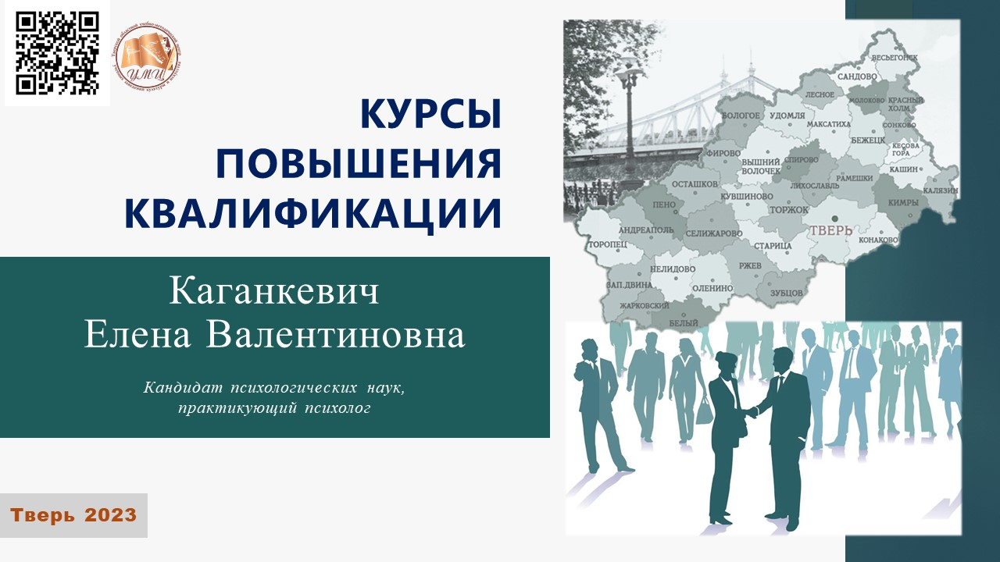 УМЦ
КУРСЫ
ПОВЫШЕНИЯ
КВАЛИФИКАЦИИ
Каганкевич
Елена Валентиновна
Кандидат психологических наук,
практикующий психолог
Тверь 2023
ВЕСЬЕГОНСК
САНДОВО
ЛЕСНОЕ
МОЛОКОВО
КРАСНЫЙ
ХОЛМ
БОЛОГОЕ
УДОМЛЯ
МАКСАТИХА
СОНКОВО
БЕЖЕЦК
КЕСОВА
ГОРА
ФИРОВО
ВЫШНИЙ
ВОЛОЧЕК
СПИРОВО
КАШИН
РАМЕШКИ
ОСТАШКОВ
ЛИХОСЛАВЛЬ
КАЛЯЗИН
КУВШИНОВО
ПЕНО
ТОРЖОК
КИМРЫ
АНДРЕАПОЛЬ
СЕЛИЖАРОВО
ТВЕРЬ
ТОРОПЕЦ
СТАРИЦА
КОНАКОВО
НЕЛИДОВО
РЖЕВ
ЗАП.ДВИНА
ОЛЕНИНО
ЗУБЦОВ
ЖАРКОВСКИЙ
БЕЛЫЙ